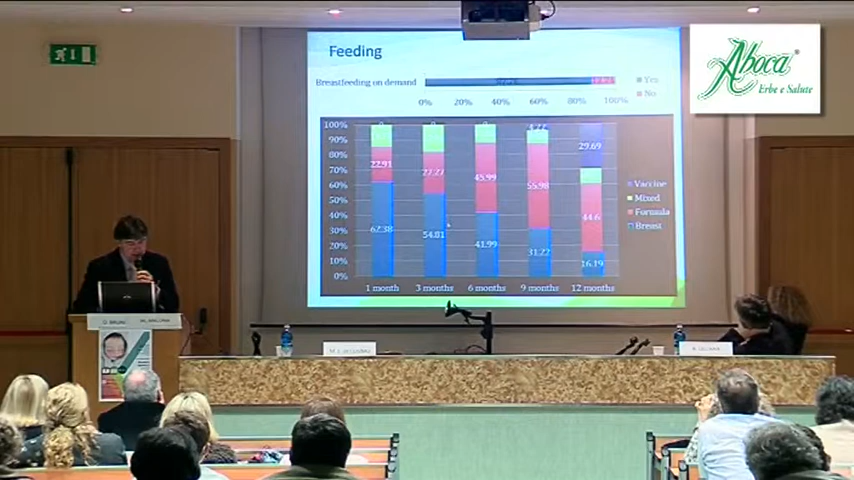 Feeding
Aboca®
Erbe e Salute
Breastfeeding on demand
Yes
No
0% 20% 40% 60% 80% 100%
100%
90%
80%
70%
60%
50%
40%
30%
20%
10%
0%
22.91
62.38
27.27
54.81
45.99
41.99
4.22
55.98
31.22
29.69
44.6
16.19
Vaccine
Mixed
Formula
Breast
1 month 3 months 6 months 9 months 12 months